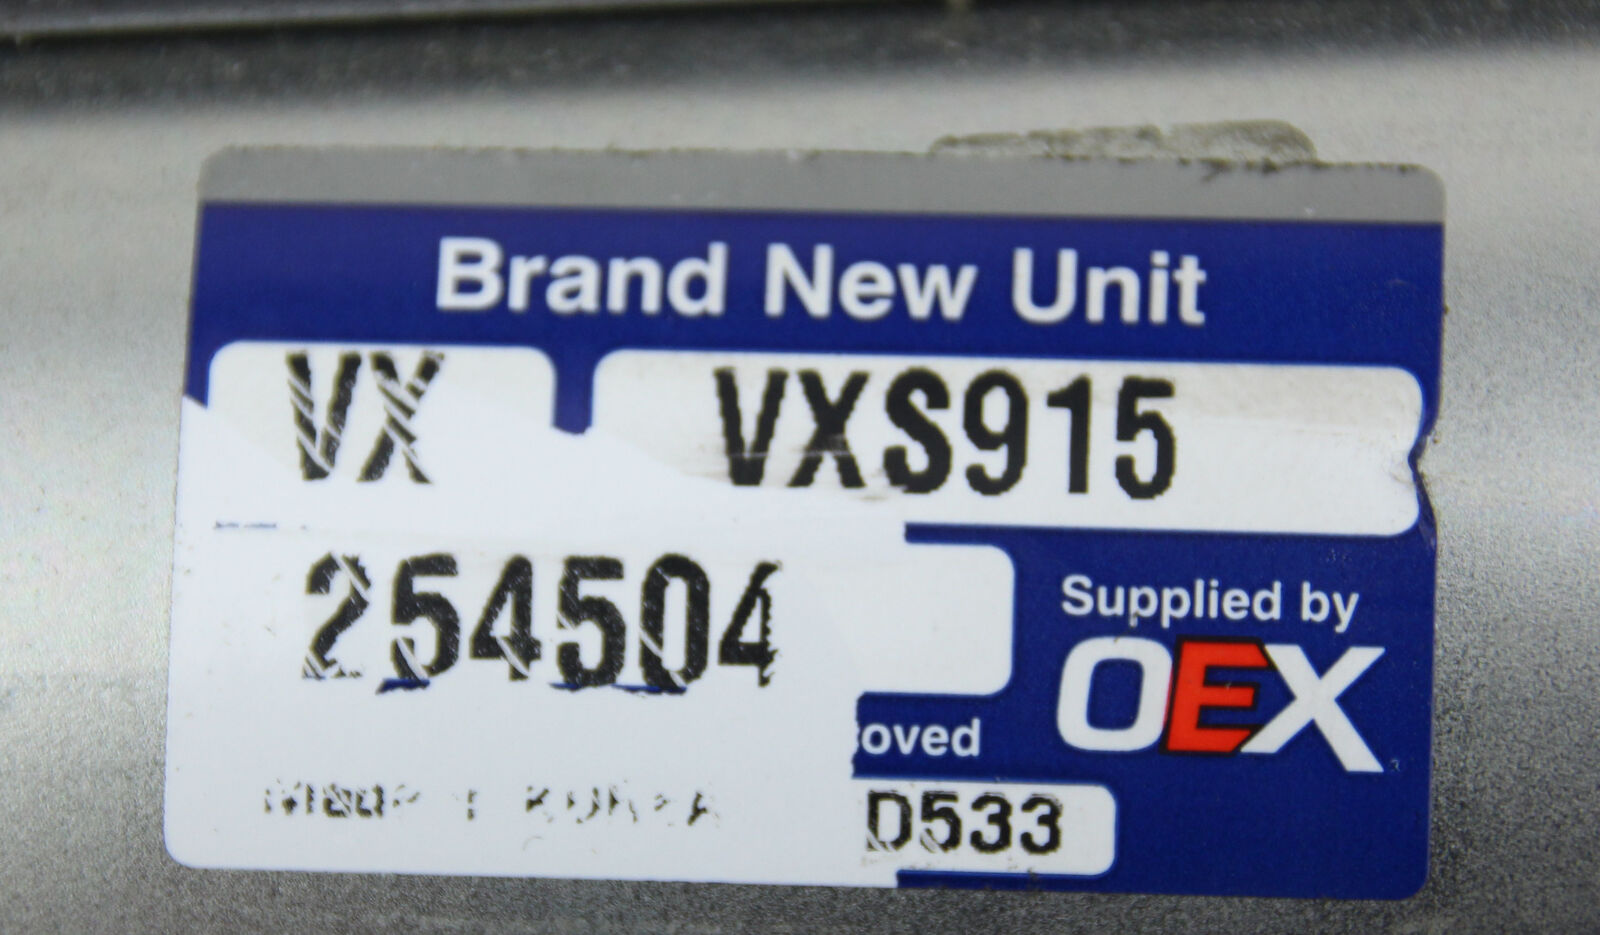 Brand New Unit
VX VXS915
254504
Supplied by
OEX
oved
D533